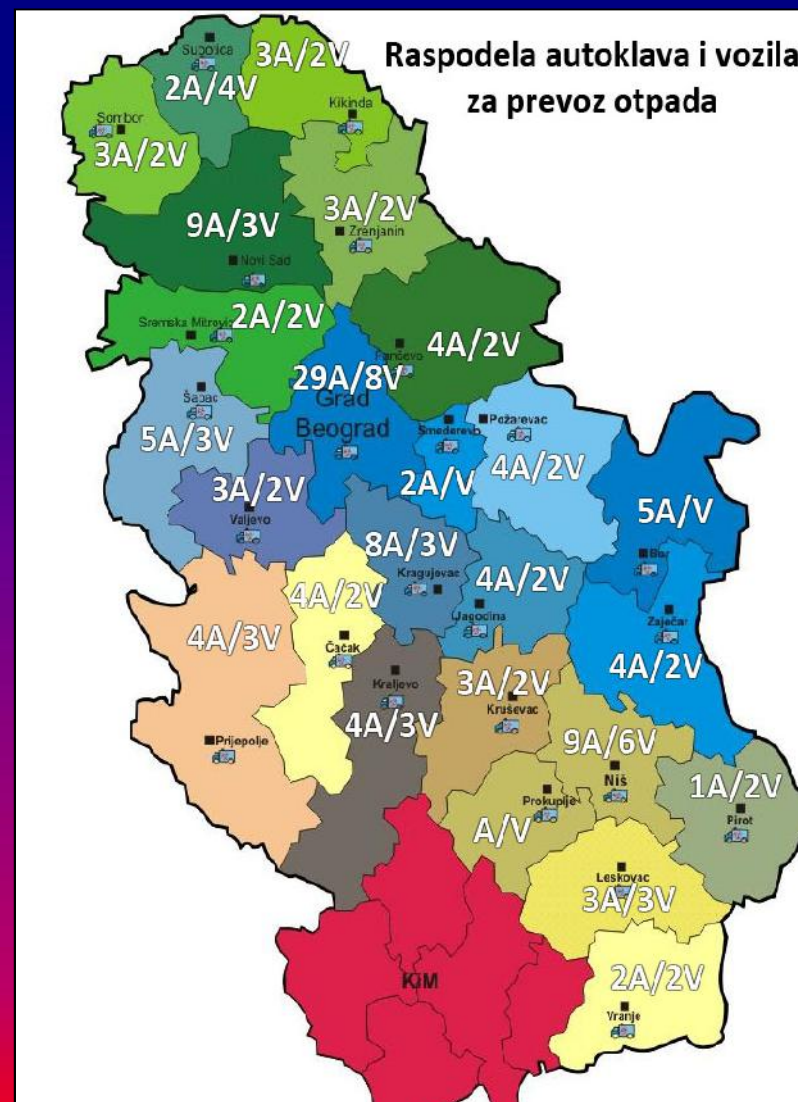 Raspodela autoklava i vozila
za prevoz otpada
Subotica
2A/4V
3A/2V
Kikinda
Sombor
3A/2V
9A/3V
Novi Sad
3A/2V
Zrenjanin
Sremska Mitrovica
2A/2V
Pančevo
4A/2V
29A/8V
Grad
Beograd
Šabac
5A/3V
Smederevo
2A/V
Požarevac
4A/2V
3A/2V
Valjevo
5A/V
Bor
8A/3V
Kragujevac
4A/2V
Jagodina
4A/2V
Čačak
Zaječar
4A/2V
4A/3V
Prijepolje
Kraljevo
4A/3V
3A/2V
Kruševac
9A/6V
Niš
1A/2V
Pirot
Prokuplje
A/V
Leskovac
3A/3V
KiM
2A/2V
Vranje